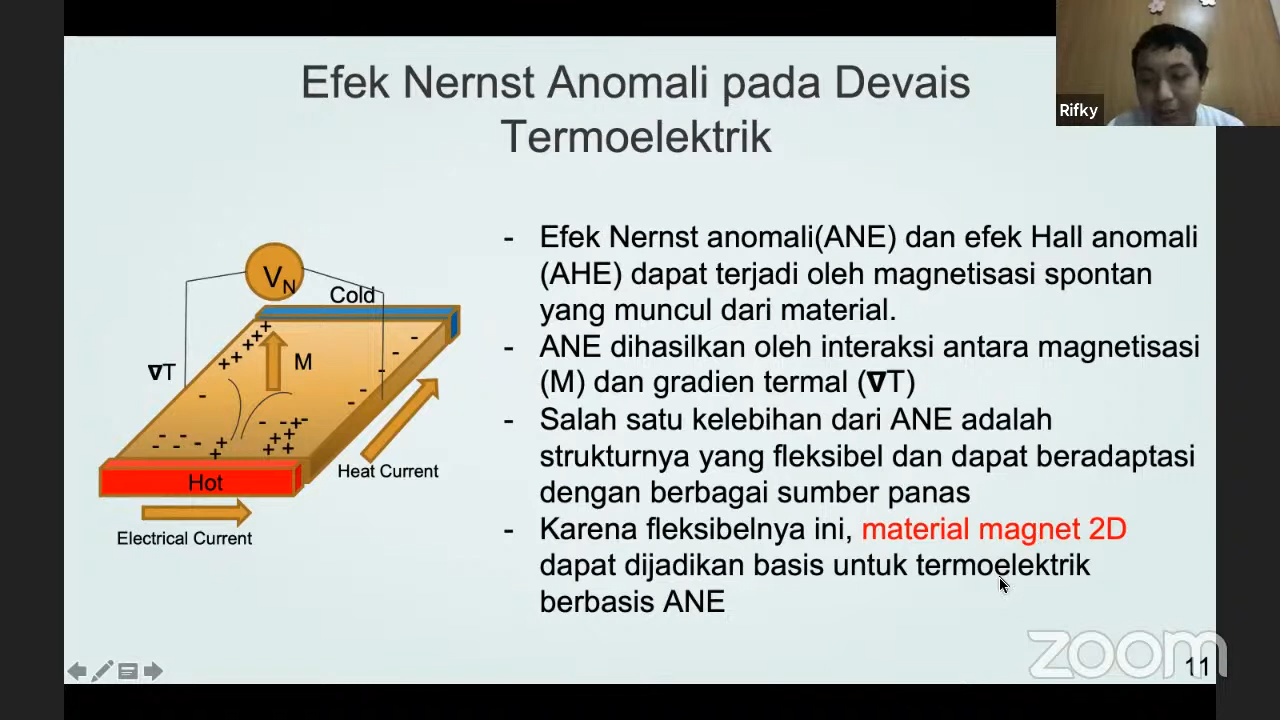 Efek Nernst Anomali pada Devais
Termoelektrik
Rifky
V_N
Cold
∇T
M
Hot
Heat Current
Electrical Current
- Efek Nernst anomali(ANE) dan efek Hall anomali
(AHE) dapat terjadi oleh magnetisasi spontan
yang muncul dari material.
- ANE dihasilkan oleh interaksi antara magnetisasi
(M) dan gradien termal (∇T)
- Salah satu kelebihan dari ANE adalah
strukturnya yang fleksibel dan dapat beradaptasi
dengan berbagai sumber panas
- Karena fleksibelnya ini, material magnet 2D
dapat dijadikan basis untuk termoelektrik
berbasis ANE
zoom
11